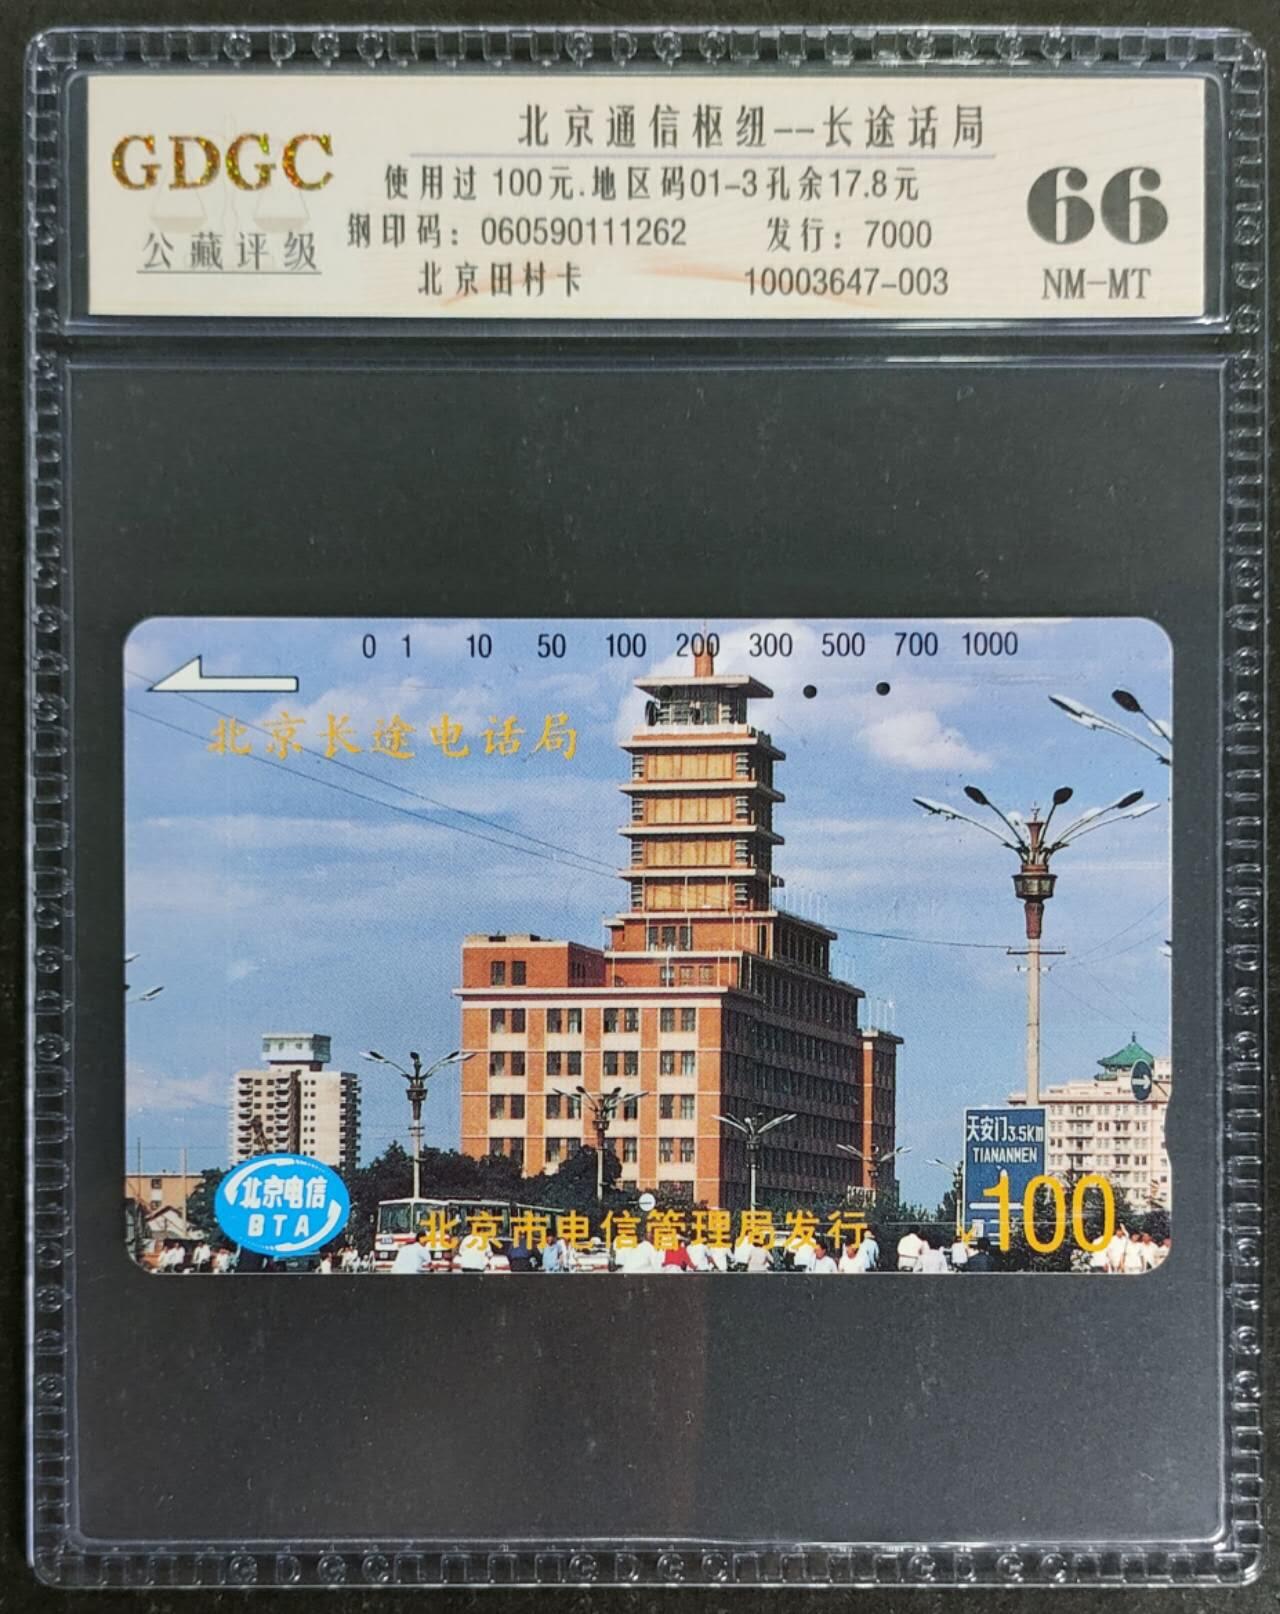 GDGC
公藏评级
北京通信枢纽--长途话局
使用过 100元.地区码01-3孔余17.8元
钢印码：060590111262 发行：7000
北京田村卡 10003647-003
66
NM-MT
0 1 10 50 100 200 300 500 700 1000
北京长途电话局
天安门3.5Km
TIANANMEN
北京电信
BTA
北京市电信管理局发行
¥100